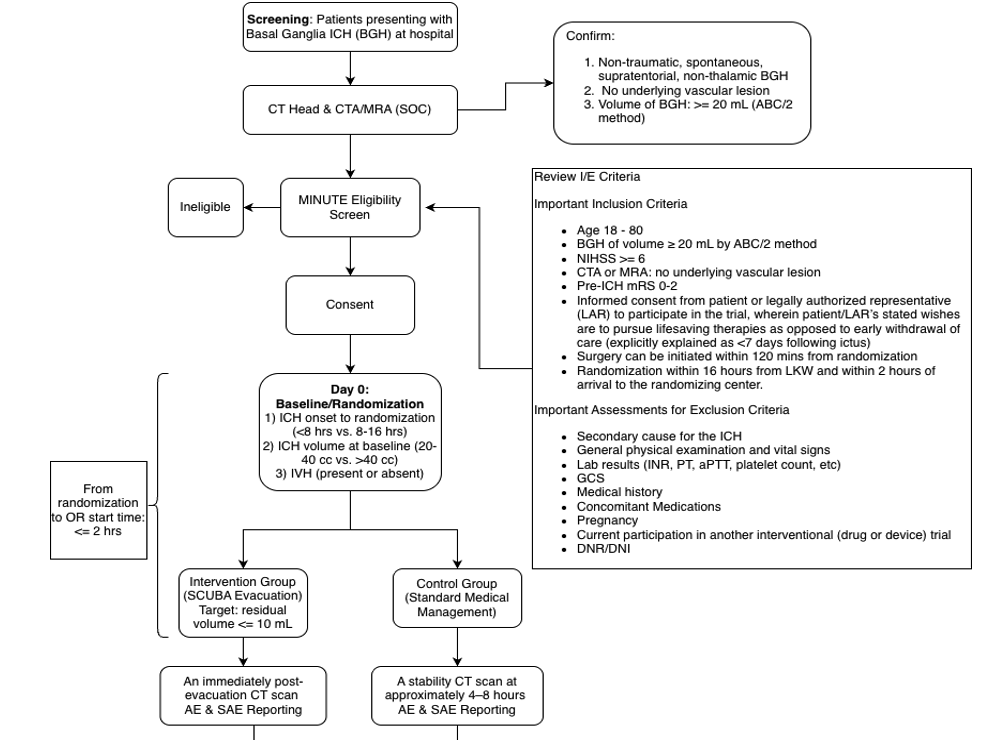 Screening: Patients presenting with
Basal Ganglia ICH (BGH) at hospital
CT Head & CTA/MRA (SOC)
Confirm:
1. Non-traumatic, spontaneous,
supratentorial, non-thalamic BGH
2. No underlying vascular lesion
3. Volume of BGH: >= 20 mL (ABC/2
method)
Ineligible
MINUTE Eligibility
Screen
Review I/E Criteria
Important Inclusion Criteria
• Age 18 - 80
• BGH of volume ≥ 20 mL by ABC/2 method
• NIHSS >= 6
• CTA or MRA: no underlying vascular lesion
• Pre-ICH mRS 0-2
• Informed consent from patient or legally authorized representative
(LAR) to participate in the trial, wherein patient/LAR's stated wishes
are to pursue lifesaving therapies as opposed to early withdrawal of
care (explicitly explained as <7 days following ictus)
• Surgery can be initiated within 120 mins from randomization
• Randomization within 16 hours from LKW and within 2 hours of
arrival to the randomizing center.
Important Assessments for Exclusion Criteria
• Secondary cause for the ICH
• General physical examination and vital signs
• Lab results (INR, PT, aPTT, platelet count, etc)
• GCS
• Medical history
• Concomitant Medications
• Pregnancy
• Current participation in another interventional (drug or device) trial
• DNR/DNI
Consent
Day 0:
Baseline/Randomization
1) ICH onset to randomization
(<8 hrs vs. 8-16 hrs)
2) ICH volume at baseline (20-
40 cc vs. >40 cc)
3) IVH (present or absent)
From
randomization
to OR start time:
<= 2 hrs
Intervention Group
(SCUBA Evacuation)
Target: residual
volume <= 10 mL
Control Group
(Standard Medical
Management)
An immediately post-
evacuation CT scan
AE & SAE Reporting
A stability CT scan at
approximately 4–8 hours
AE & SAE Reporting